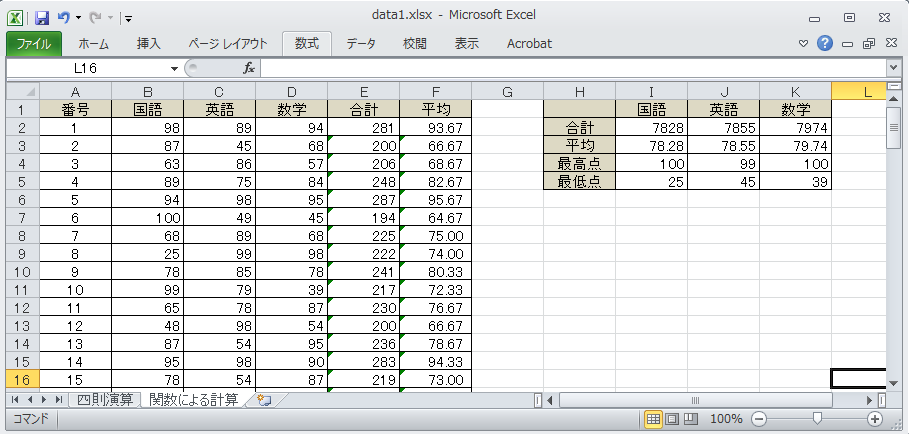 data1.xlsx - Microsoft Excel
ファイル ホーム 挿入 ページ レイアウト 数式 データ 校閲 表示 Acrobat
L16 fx
A B C D E F G H I J K L
1 番号 国語 英語 数学 合計 平均 国語 英語 数学
2 1 98 89 94 281 93.67 合計 7828 7855 7974
3 2 87 45 68 200 66.67 平均 78.28 78.55 79.74
4 3 63 86 57 206 68.67 最高点 100 99 100
5 4 89 75 84 248 82.67 最低点 25 45 39
6 5 94 98 95 287 95.67
7 6 100 49 45 194 64.67
8 7 68 89 68 225 75.00
9 8 25 99 98 222 74.00
10 9 78 85 78 241 80.33
11 10 99 79 39 217 72.33
12 11 65 78 87 230 76.67
13 12 48 98 54 200 66.67
14 13 87 54 95 236 78.67
15 14 95 98 90 283 94.33
16 15 78 54 87 219 73.00
四則演算 関数による計算
コマンド 100%